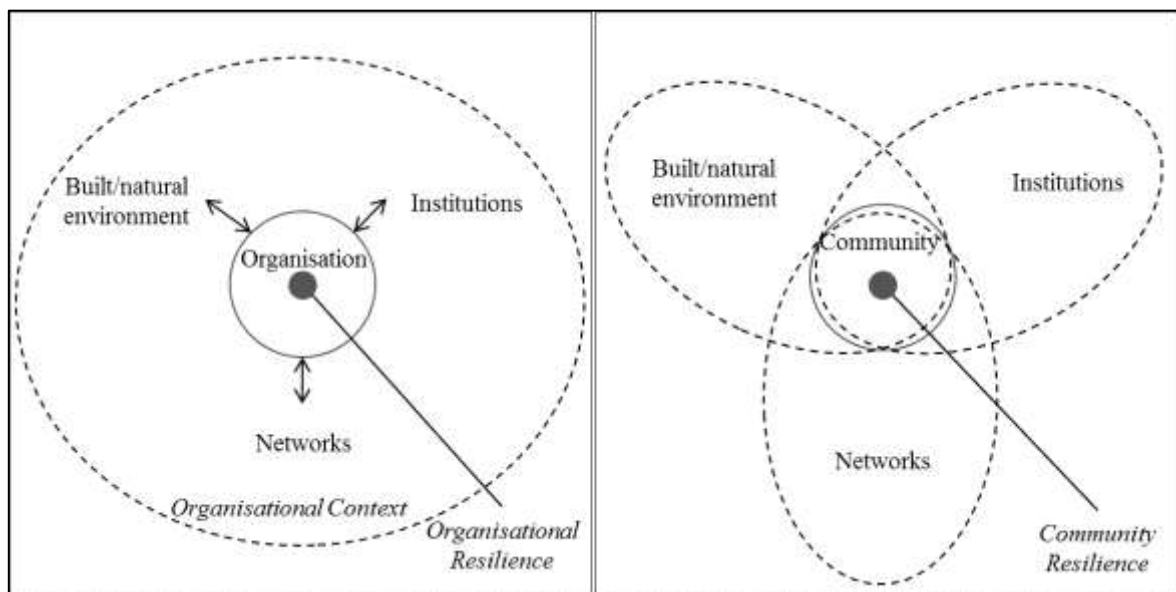 Built/natural
environment
Institutions
Organisation
Networks
Organisational Context
Organisational
Resilience
Built/natural
environment
Institutions
Community
Networks
Community
Resilience